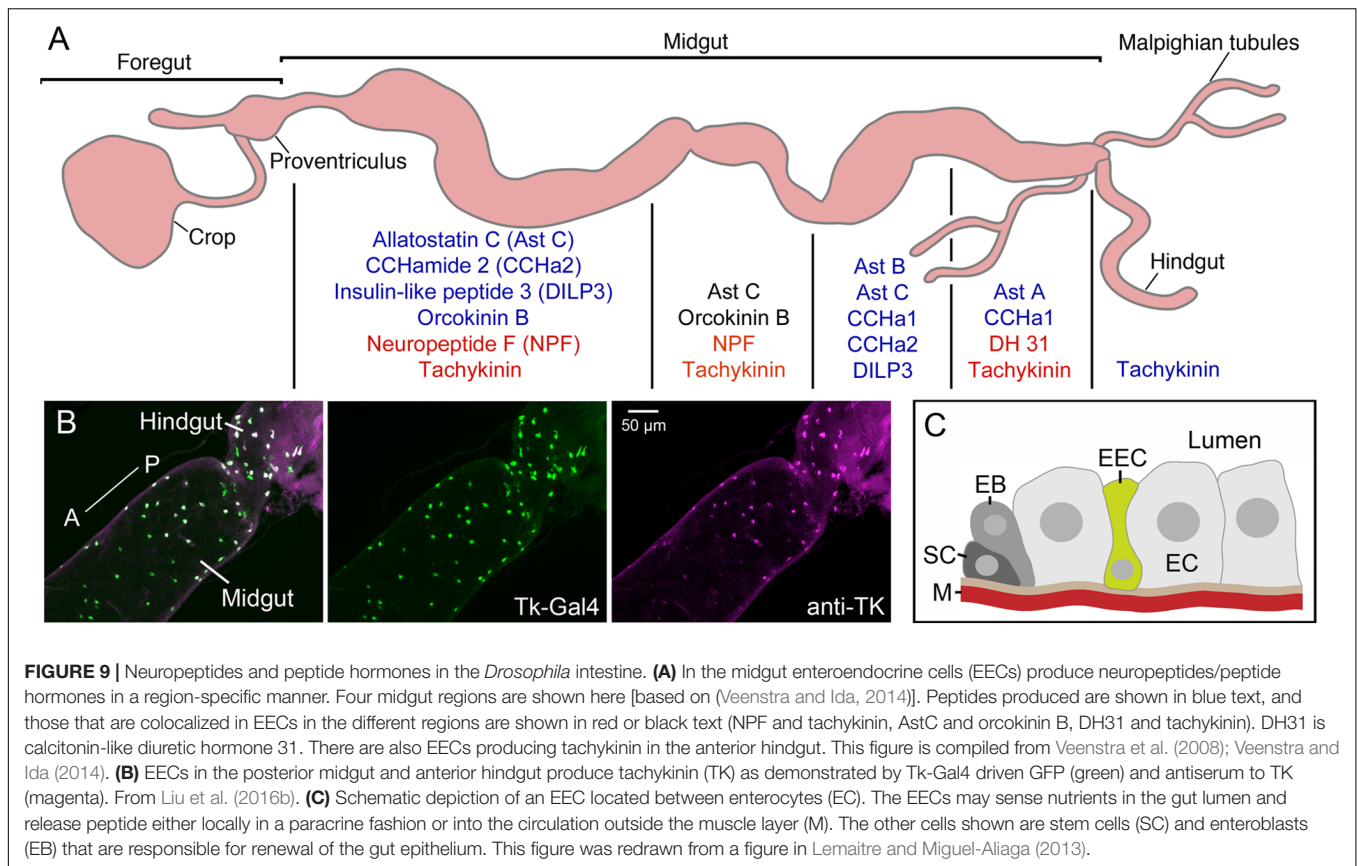 A
Foregut
Midgut
Malpighian tubules
Proventriculus
Crop
Hindgut
Allatostatin C (Ast C)
CCHamide 2 (CCHa2)
Insulin-like peptide 3 (DILP3)
Orcokinin B
Neuropeptide F (NPF)
Tachykinin
Ast C
Orcokinin B
NPF
Tachykinin
Ast B
Ast C
CCHa1
CCHa2
DILP3
Ast A
CCHa1
DH 31
Tachykinin
Tachykinin
B
Hindgut
P
A
Midgut
Tk-Gal4
50 µm
anti-TK
C
Lumen
EEC
EB
SC
EC
M
FIGURE 9 | Neuropeptides and peptide hormones in the Drosophila intestine. (A) In the midgut enteroendocrine cells (EECs) produce neuropeptides/peptide
hormones in a region-specific manner. Four midgut regions are shown here [based on (Veenstra and Ida, 2014)]. Peptides produced are shown in blue text, and
those that are colocalized in EECs in the different regions are shown in red or black text (NPF and tachykinin, AstC and orcokinin B, DH31 and tachykinin). DH31 is
calcitonin-like diuretic hormone 31. There are also EECs producing tachykinin in the anterior hindgut. This figure is compiled from Veenstra et al. (2008); Veenstra and
Ida (2014). (B) EECs in the posterior midgut and anterior hindgut produce tachykinin (TK) as demonstrated by Tk-Gal4 driven GFP (green) and antiserum to TK
(magenta). From Liu et al. (2016b). (C) Schematic depiction of an EEC located between enterocytes (EC). The EECs may sense nutrients in the gut lumen and
release peptide either locally in a paracrine fashion or into the circulation outside the muscle layer (M). The other cells shown are stem cells (SC) and enteroblasts
(EB) that are responsible for renewal of the gut epithelium. This figure was redrawn from a figure in Lemaitre and Miguel-Aliaga (2013).